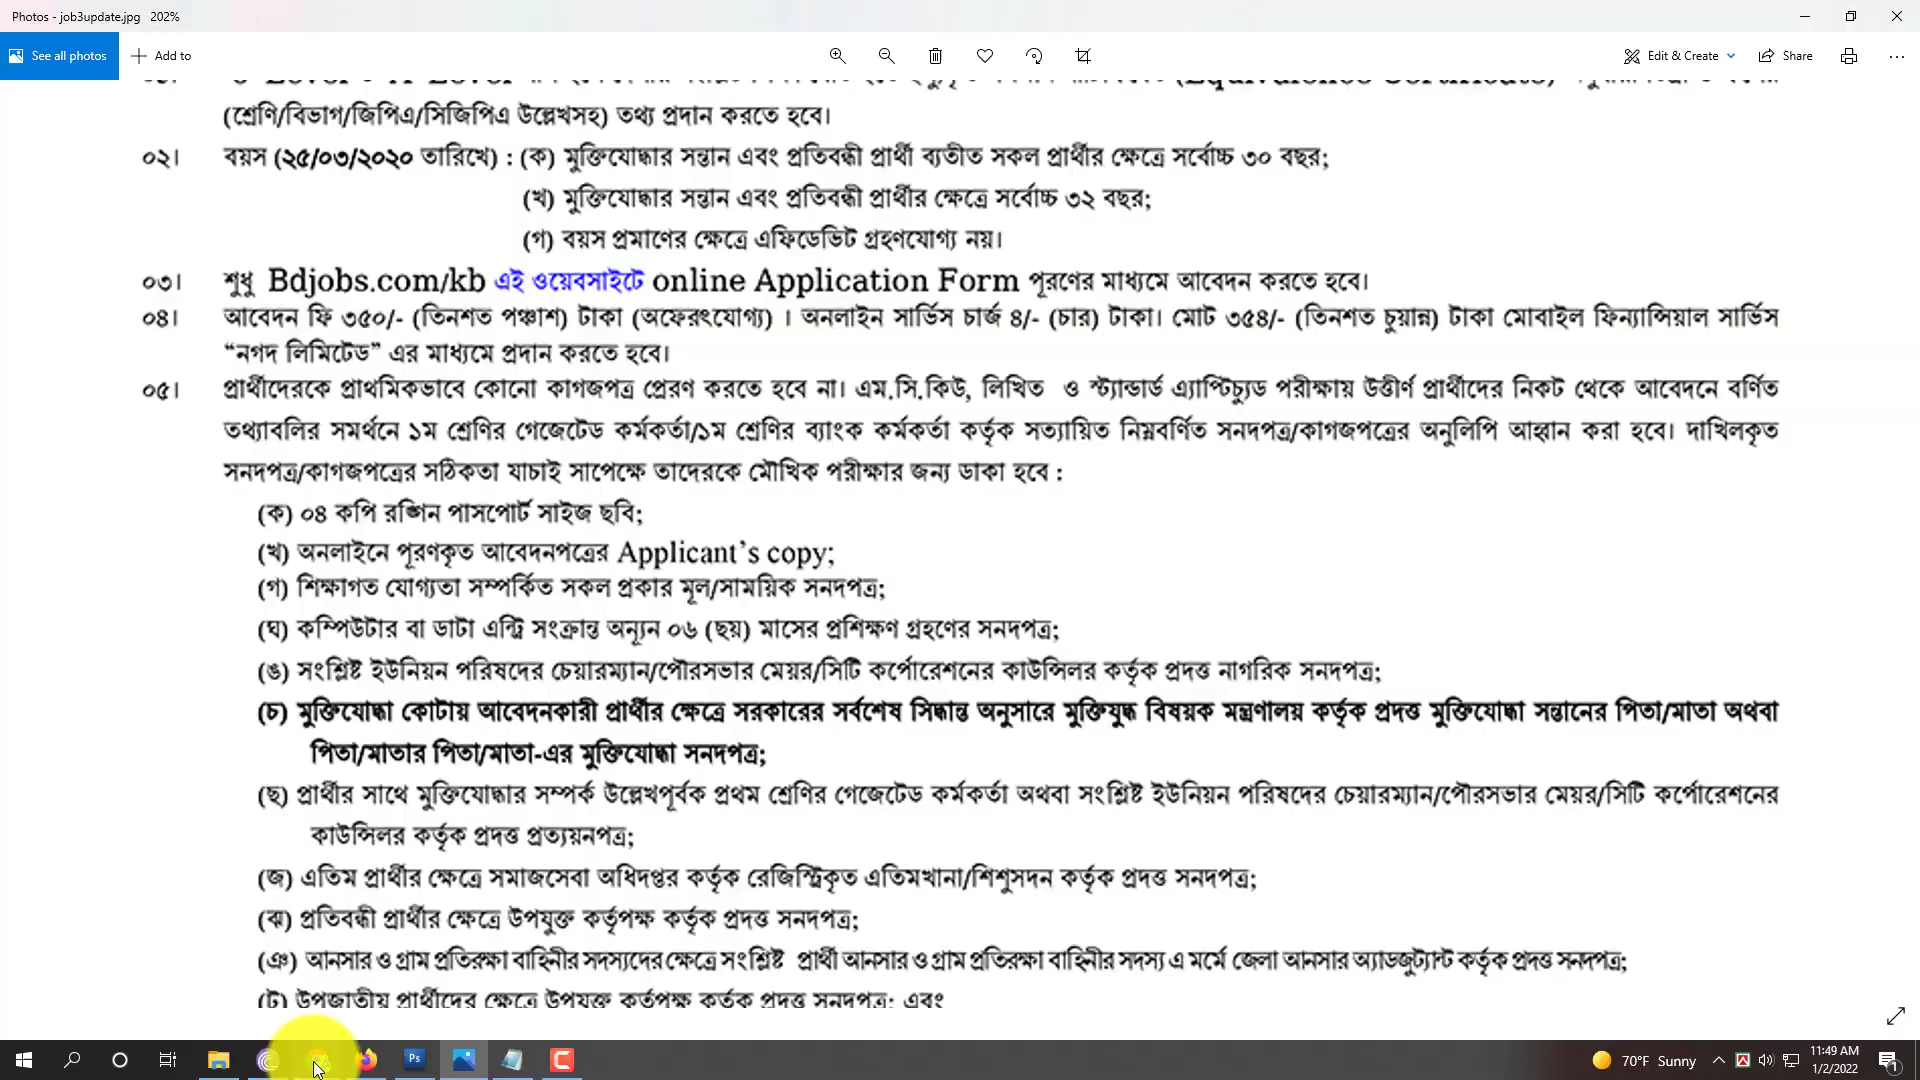 Photos - job3update.jpg 202%
See all photos
Add to
Edit & Create
Share
(শ্রেণি/বিভাগ/জিপিএ/সিজিপিএ উল্লেখসহ) তথ্য প্রদান করতে হবে।
০২। বয়স (২৫/০৩/২০২০ তারিখে) : (ক) মুক্তিযোদ্ধার সন্তান এবং প্রতিবন্ধী প্রার্থী ব্যতীত সকল প্রার্থীর ক্ষেত্রে সর্বোচ্চ ৩০ বছর;
(খ) মুক্তিযোদ্ধার সন্তান এবং প্রতিবন্ধী প্রার্থীর ক্ষেত্রে সর্বোচ্চ ৩২ বছর;
(গ) বয়স প্রমাণের ক্ষেত্রে এফিডেভিট গ্রহণযোগ্য নয়।
০৩। শুধু Bdjobs.com/kb এই ওয়েবসাইটে online Application Form পূরণের মাধ্যমে আবেদন করতে হবে।
০৪। আবেদন ফি ৩৫০/- (তিনশত পঞ্চাশ) টাকা (অফেরৎযোগ্য) । অনলাইন সার্ভিস চার্জ ৪/- (চার) টাকা। মোট ৩৫৪/- (তিনশত চুয়ান্ন) টাকা মোবাইল ফিন্যান্সিয়াল সার্ভিস
“নগদ লিমিটেড” এর মাধ্যমে প্রদান করতে হবে।
০৫। প্রার্থীদেরকে প্রাথমিকভাবে কোনো কাগজপত্র প্রেরণ করতে হবে না। এম.সি.কিউ, লিখিত ও স্ট্যান্ডার্ড এ্যাপ্টিচ্যুড পরীক্ষায় উত্তীর্ণ প্রার্থীদের নিকট থেকে আবেদনে বর্ণিত
তথ্যাবলির সমর্থনে ১ম শ্রেণির গেজেটেড কর্মকর্তা/১ম শ্রেণির ব্যাংক কর্মকর্তা কর্তৃক সত্যায়িত নিম্নবর্ণিত সনদপত্র/কাগজপত্রের অনুলিপি আহ্বান করা হবে। দাখিলকৃত
সনদপত্র/কাগজপত্রের সঠিকতা যাচাই সাপেক্ষে তাদেরকে মৌখিক পরীক্ষার জন্য ডাকা হবে :
(ক) ০৪ কপি রঙ্গিন পাসপোর্ট সাইজ ছবি;
(খ) অনলাইনে পূরণকৃত আবেদনপত্রের Applicant’s copy;
(গ) শিক্ষাগত যোগ্যতা সম্পর্কিত সকল প্রকার মূল/সাময়িক সনদপত্র;
(ঘ) কম্পিউটার বা ডাটা এন্ট্রি সংক্রান্ত অন্যূন ০৬ (ছয়) মাসের প্রশিক্ষণ গ্রহণের সনদপত্র;
(ঙ) সংশ্লিষ্ট ইউনিয়ন পরিষদের চেয়ারম্যান/পৌরসভার মেয়র/সিটি কর্পোরেশনের কাউন্সিলর কর্তৃক প্রদত্ত নাগরিক সনদপত্র;
(চ) মুক্তিযোদ্ধা কোটায় আবেদনকারী প্রার্থীর ক্ষেত্রে সরকারের সর্বশেষ সিদ্ধান্ত অনুসারে মুক্তিযুদ্ধ বিষয়ক মন্ত্রণালয় কর্তৃক প্রদত্ত মুক্তিযোদ্ধা সন্তানের পিতা/মাতা অথবা
পিতা/মাতার পিতা/মাতা-এর মুক্তিযোদ্ধা সনদপত্র;
(ছ) প্রার্থীর সাথে মুক্তিযোদ্ধার সম্পর্ক উল্লেখপূর্বক প্রথম শ্রেণির গেজেটেড কর্মকর্তা অথবা সংশ্লিষ্ট ইউনিয়ন পরিষদের চেয়ারম্যান/পৌরসভার মেয়র/সিটি কর্পোরেশনের
কাউন্সিলর কর্তৃক প্রদত্ত প্রত্যয়নপত্র;
(জ) এতিম প্রার্থীর ক্ষেত্রে সমাজসেবা অধিদপ্তর কর্তৃক রেজিস্ট্রিকৃত এতিমখানা/শিশুসদন কর্তৃক প্রদত্ত সনদপত্র;
(ঝ) প্রতিবন্ধী প্রার্থীর ক্ষেত্রে উপযুক্ত কর্তৃপক্ষ কর্তৃক প্রদত্ত সনদপত্র;
(ঞ) আনসার ও গ্রাম প্রতিরক্ষা বাহিনীর সদস্যদের ক্ষেত্রে সংশ্লিষ্ট প্রার্থী আনসার ও গ্রাম প্রতিরক্ষা বাহিনীর সদস্য এ মর্মে জেলা আনসার অ্যাডজুট্যান্ট কর্তৃক প্রদত্ত সনদপত্র;
(ট) উপজাতীয় প্রার্থীদের ক্ষেত্রে উপযুক্ত কর্তৃপক্ষ কর্তৃক প্রদত্ত সনদপত্র; এবং
Ps
70°F Sunny
11:49 AM
1/2/2022
1